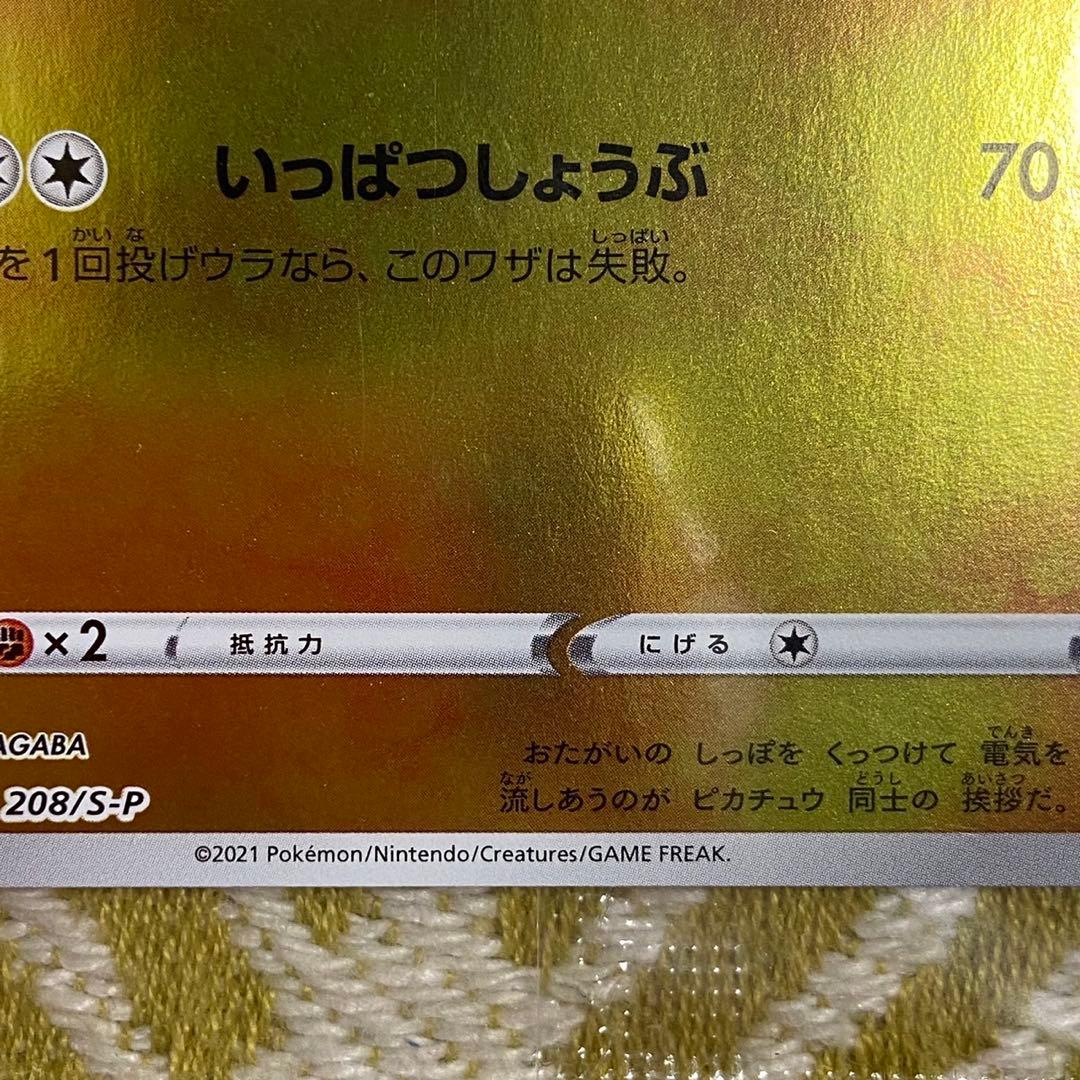 いっぱつしょうぶ 70
を1回投げウラなら、このワザは失敗。
×2 抵抗力 にげる
AGABA
おたがいの しっぽを くっつけて 電気を
208/S-P
流しあうのが ピカチュウ 同士の 挨拶だ。
©2021 Pokémon/Nintendo/Creatures/GAME FREAK.